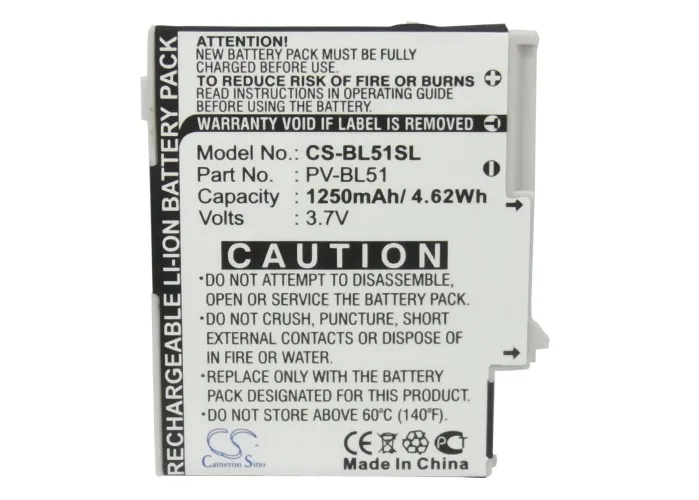 ATTENTION!
NEW BATTERY PACK MUST BE FULLY
CHARGED BEFORE USE.
TO REDUCE RISK OF FIRE OR BURNS
READ INSTRUCTIONS IN OPERATING GUIDE
BEFORE USING THE BATTERY.
WARRANTY VOID IF LABEL IS REMOVED
Model No.: CS-BL51SL
Part No. : PV-BL51
Capacity : 1250mAh/ 4.62Wh
Volts : 3.7V
CAUTION
•DO NOT ATTEMPT TO DISASSEMBLE,
OPEN OR SERVICE THE BATTERY PACK.
•DO NOT CRUSH, PUNCTURE, SHORT
EXTERNAL CONTACTS OR DISPOSE OF
IN FIRE OR WATER.
•REPLACE ONLY WITH THE BATTERY
PACK DESIGNATED FOR THIS PRODUCT.
•DO NOT STORE ABOVE 60°C (140°F).
CS
Cameron Sino
CE
RECHARGEABLE LI-ION BATTERY PACK